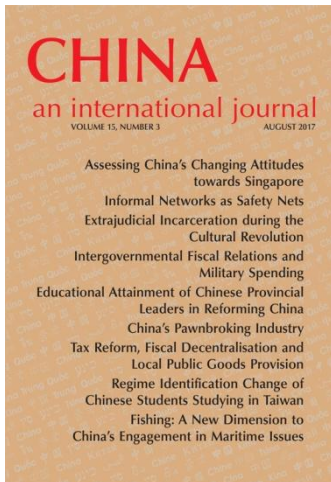 CHINA
an international journal
VOLUME 15, NUMBER 3 AUGUST 2017
Assessing China's Changing Attitudes
towards Singapore
Informal Networks as Safety Nets
Extrajudicial Incarceration during the
Cultural Revolution
Intergovernmental Fiscal Relations and
Military Spending
Educational Attainment of Chinese Provincial
Leaders in Reforming China
China's Pawnbroking Industry
Tax Reform, Fiscal Decentralisation and
Local Public Goods Provision
Regime Identification Change of
Chinese Students Studying in Taiwan
Fishing: A New Dimension to
China's Engagement in Maritime Issues